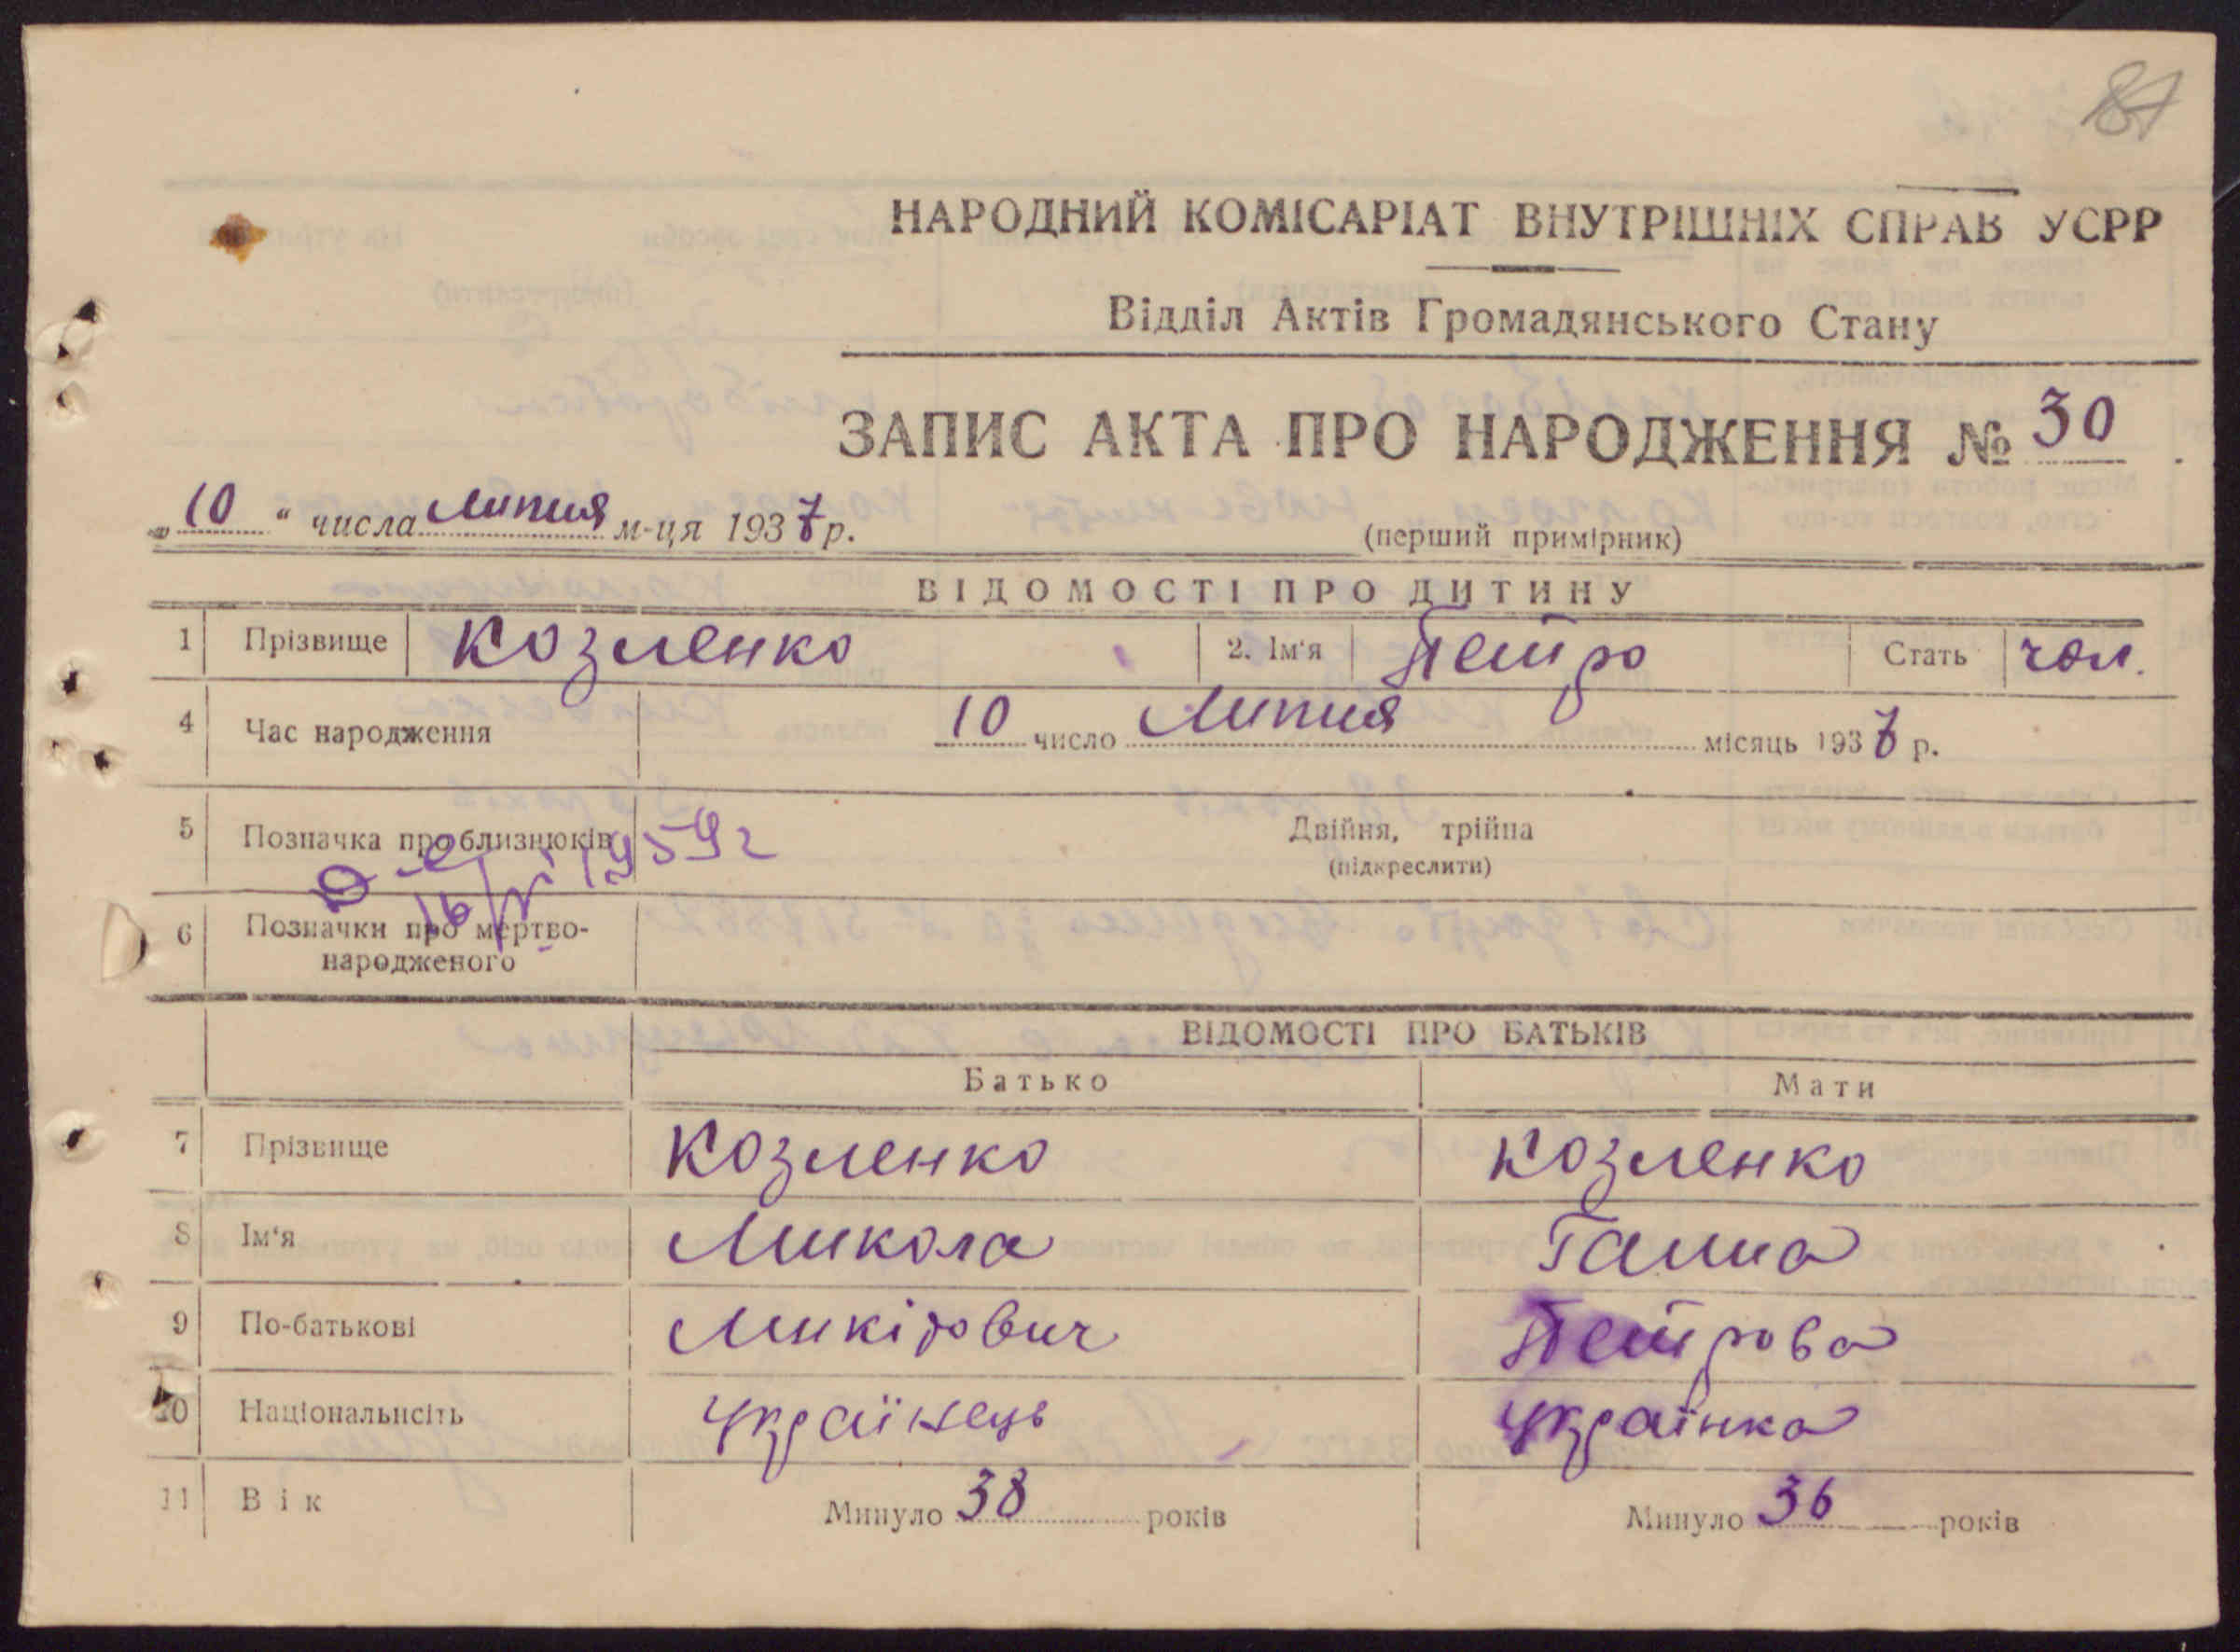 87
НАРОДНИЙ КОМІСАРІАТ ВНУТРІШНІХ СПРАВ УСРР
Відділ Актів Громадянського Стану
ЗАПИС АКТА ПРО НАРОДЖЕННЯ № 30
„ 10 “ числа Липня м-ця 1937 р.
(перший примірник)
ВІДОМОСТІ ПРО ДИТИНУ
1 Прізвище Козленко 2. Ім‘я Петро Стать чол.
4 Час народження 10 число Липня місяць 1937 р.
5 Позначка про близнюків Двійня, трійна
(підкреслити)
1959 г
6 Позначки про мертво-
народженого
ВІДОМОСТІ ПРО БАТЬКІВ
Батько Мати
7 Прізвище Козленко Козленко
8 Ім‘я Микола Ганна
9 По-батькові Микітович Петрова
10 Національнсіть Українець Українка
11 Вік Минуло 38 років Минуло 36 років